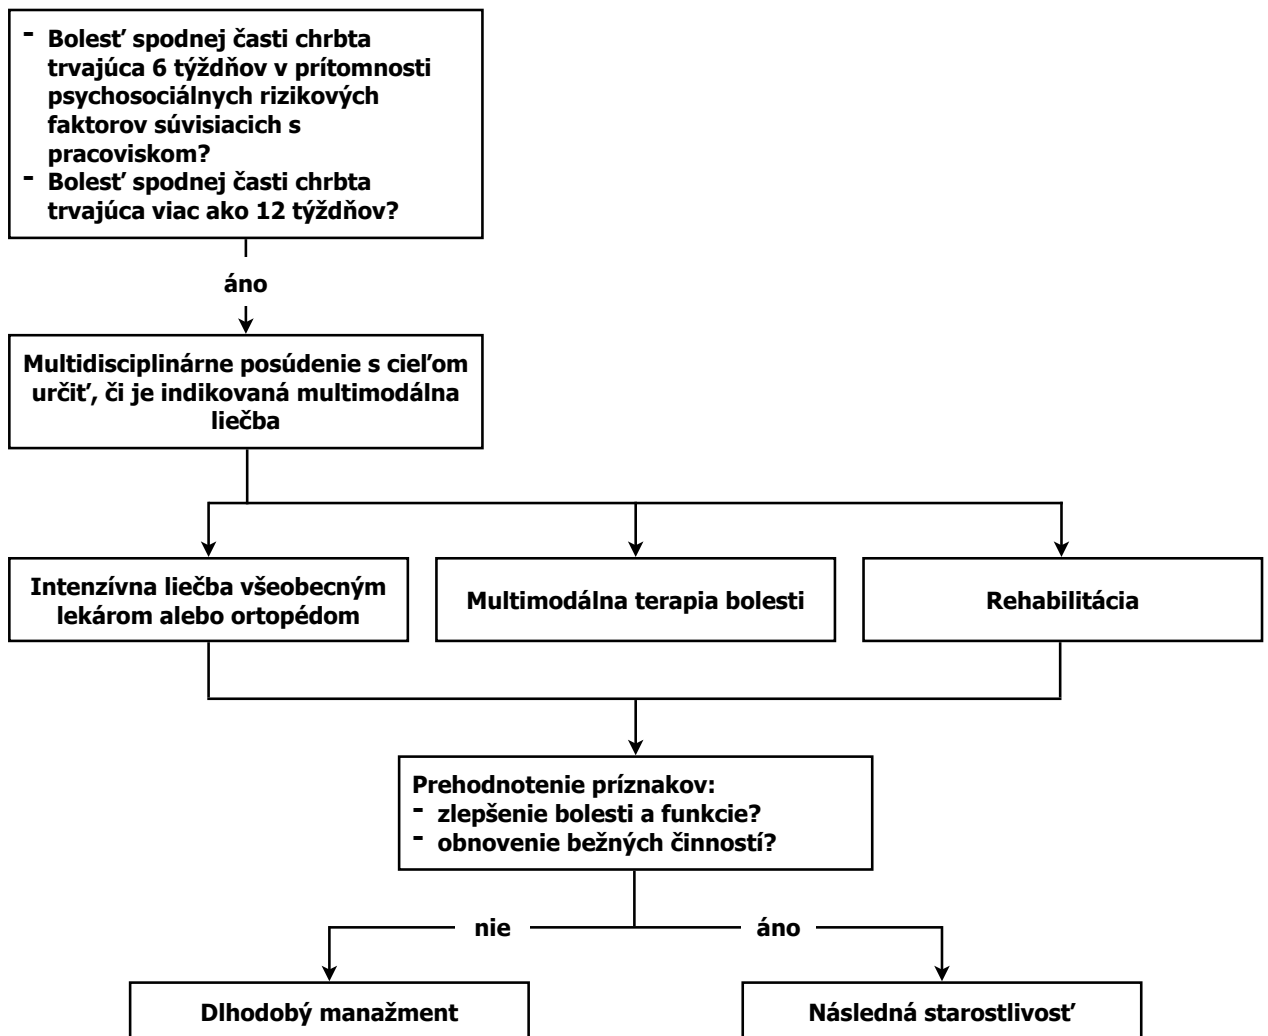 - Bolesť spodnej časti chrbta
trvajúca 6 týždňov v prítomnosti
psychosociálnych rizikových
faktorov súvisiacich s
pracoviskom?
- Bolesť spodnej časti chrbta
trvajúca viac ako 12 týždňov?
áno
Multidisciplinárne posúdenie s cieľom
určiť, či je indikovaná multimodálna
liečba
Intenzívna liečba všeobecným
lekárom alebo ortopédom
Multimodálna terapia bolesti
Rehabilitácia
Prehodnotenie príznakov:
- zlepšenie bolesti a funkcie?
- obnovenie bežných činností?
nie
áno
Dlhodobý manažment
Následná starostlivosť